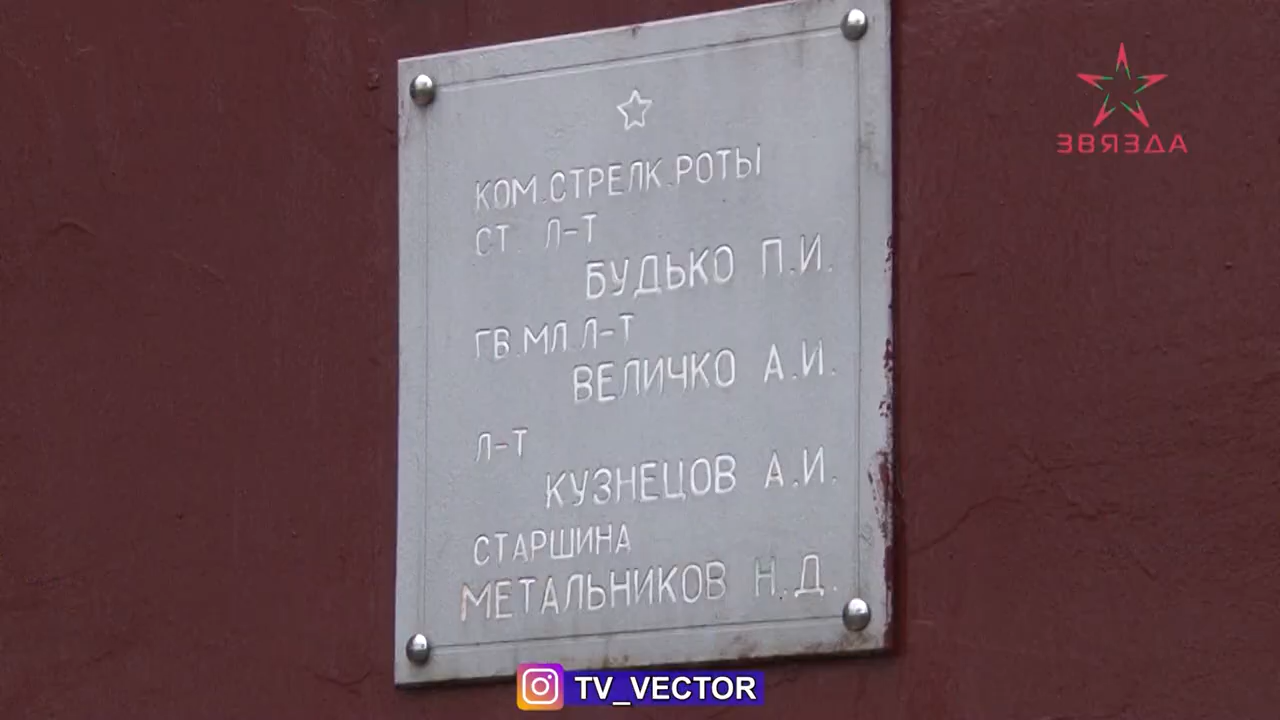 ЗВЯЗДА
КОМ.СТРЕЛК.РОТЫ
СТ. Л-Т
БУДЬКО П.И.
ГВ.МЛ.Л-Т
ВЕЛИЧКО А.И.
Л-Т
КУЗНЕЦОВ А.И.
СТАРШИНА
МЕТАЛЬНИКОВ Н.Д.
TV_VECTOR